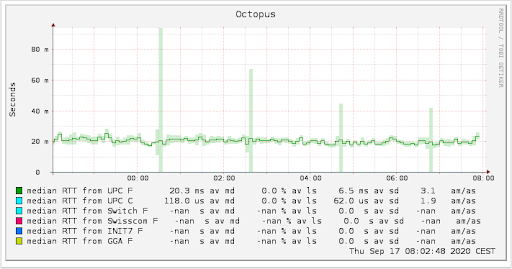 Octopus
RRDTOOL / TOBI OETIKER
Seconds
80 m
60 m
40 m
20 m
0
00:00 02:00 04:00 06:00 08:00
median RTT from UPC F 20.3 ms av md 0.0 % av ls 6.5 ms av sd 3.1 am/as
median RTT from UPC C 118.0 us av md 0.0 % av ls 62.0 us av sd 1.9 am/as
median RTT from Switch F -nan s av md -nan % av ls 0.0 s av sd -nan am/as
median RTT from Swisscom F -nan s av md -nan % av ls 0.0 s av sd -nan am/as
median RTT from INIT7 F -nan s av md -nan % av ls 0.0 s av sd -nan am/as
median RTT from GGA F -nan s av md -nan % av ls 0.0 s av sd -nan am/as
Thu Sep 17 08:02:48 2020 CEST